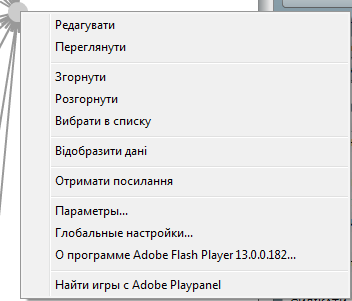 Редагувати
Переглянути
Згорнути
Розгорнути
Вибрати в списку
Відобразити дані
Отримати посилання
Параметры...
Глобальные настройки...
О программе Adobe Flash Player 13.0.0.182...
Найти игры с Adobe Playpanel